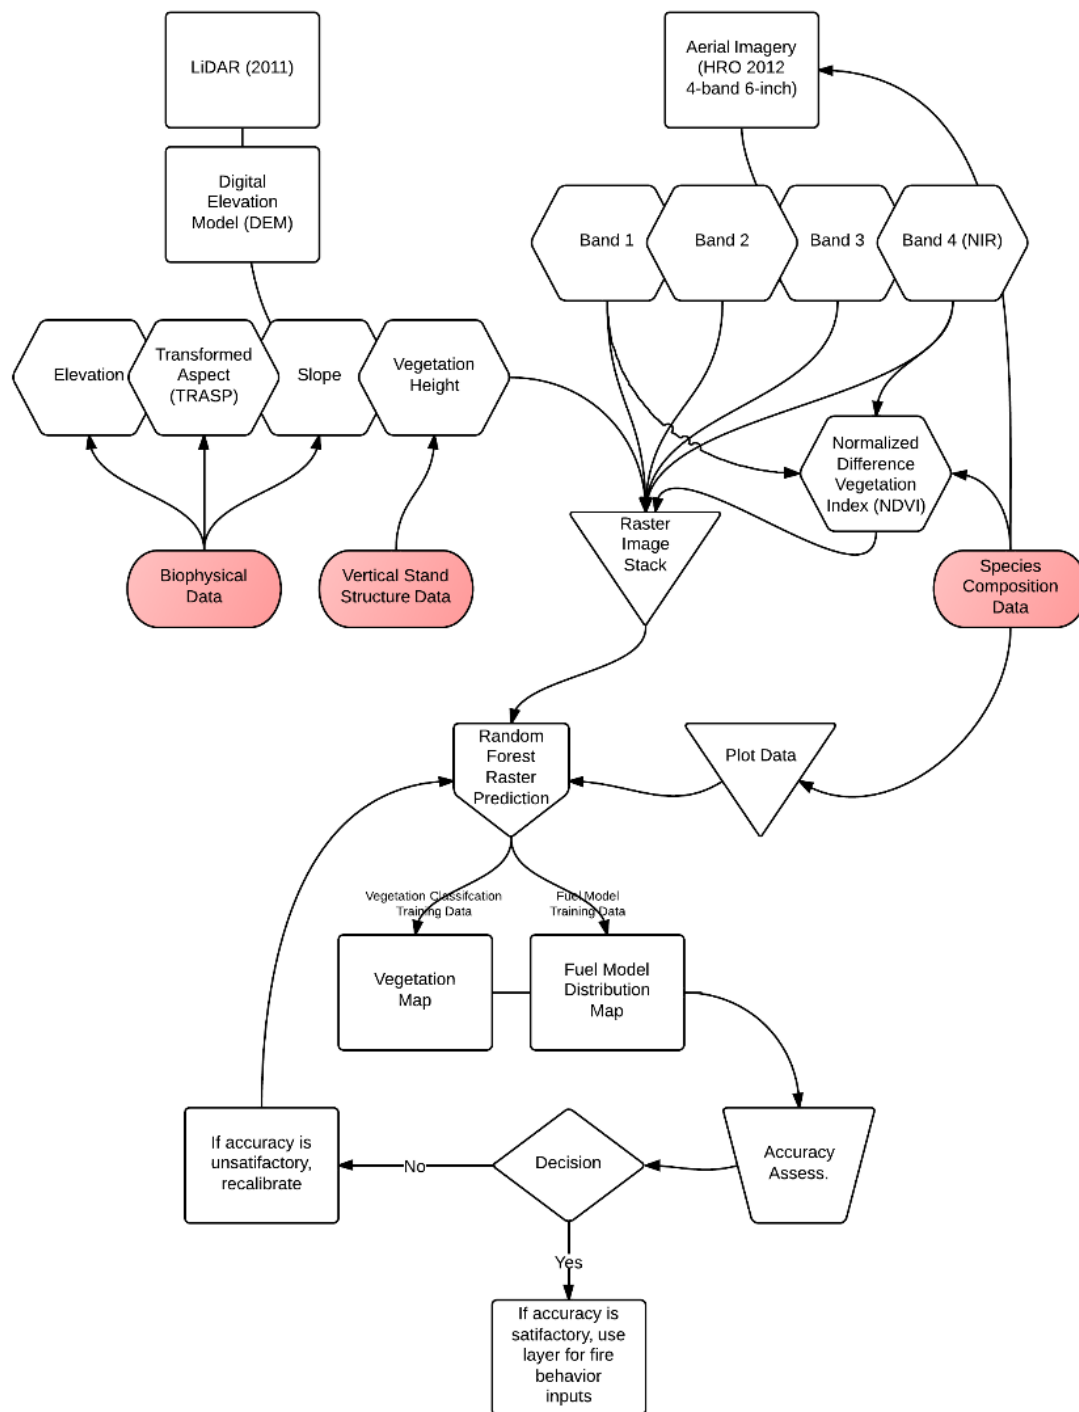 LiDAR (2011)
Aerial Imagery
(HRO 2012
4-band 6-inch)
Digital
Elevation
Model (DEM)
Band 1
Band 2
Band 3
Band 4 (NIR)
Elevation
Transformed
Aspect
(TRASP)
Slope
Vegetation
Height
Normalized
Difference
Vegetation
Index (NDVI)
Raster
Image
Stack
Biophysical
Data
Vertical Stand
Structure Data
Species
Composition
Data
Random
Forest
Raster
Prediction
Plot Data
Vegetation Classifcation
Training Data
Fuel Model
Training Data
Vegetation
Map
Fuel Model
Distribution
Map
If accuracy is
unsatifactory,
recalibrate
No
Decision
Accuracy
Assess.
Yes
If accuracy is
satifactory, use
layer for fire
behavior
inputs